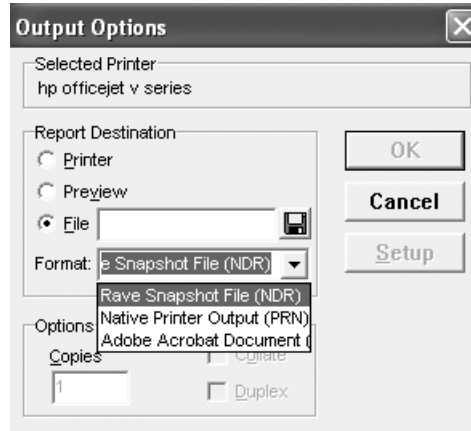 Output Options
Selected Printer
hp officejet v series
Report Destination
Printer
Preview
File
Format: e Snapshot File (NDR)
Rave Snapshot File (NDR)
Native Printer Output (PRN)
Adobe Acrobat Document (
Options
Copies
Collate
1
Duplex
OK
Cancel
Setup